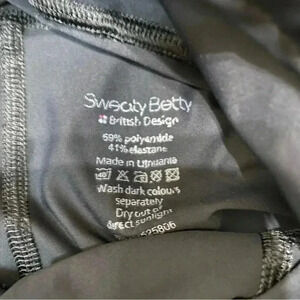 Sweaty Betty
British Design
59% polyamide
41% elastane
Made in Lithuania
40
Wash dark colours
separately
Dry out of
direct sunlight